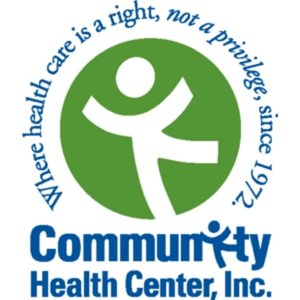 Where health care is a right, not a privilege, since 1972.
Community
Health Center, Inc.